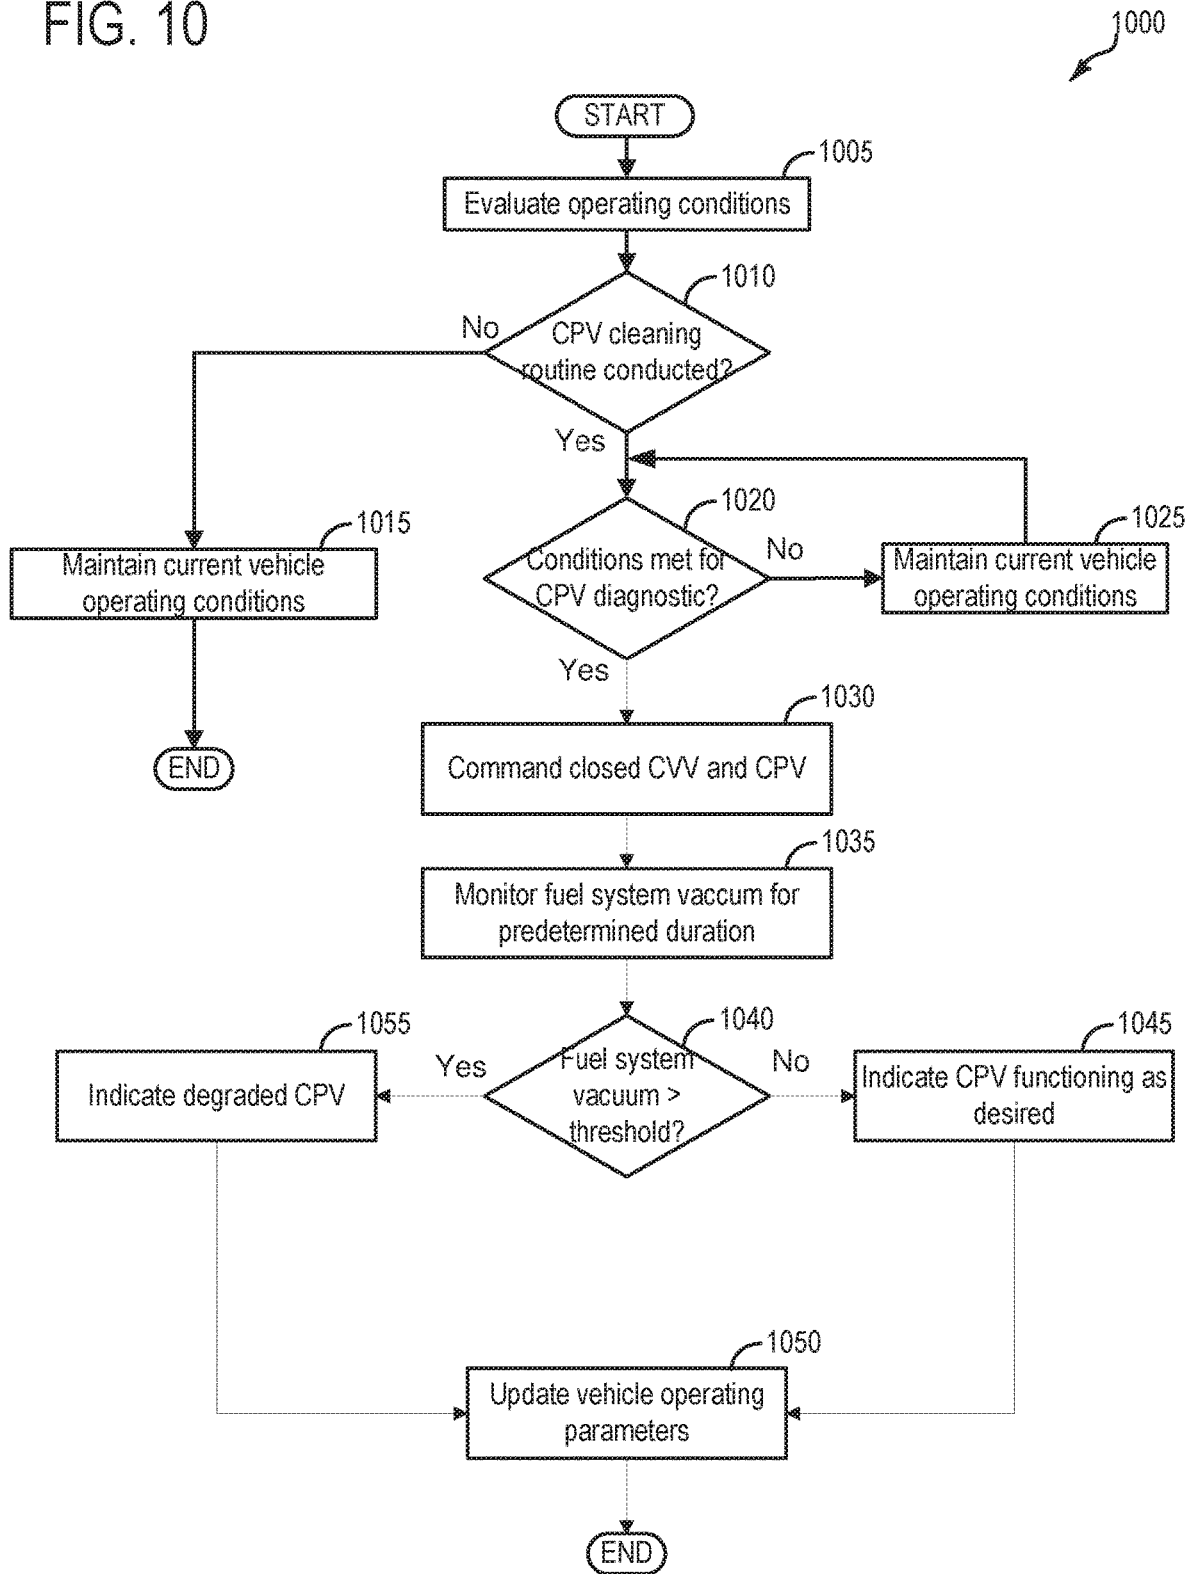 FIG. 10
1000
START
1005
Evaluate operating conditions
1010
No
CPV cleaning
routine conducted?
Yes
1020
1015
1025
Maintain current vehicle
operating conditions
Conditions met for
CPV diagnostic?
No
Maintain current vehicle
operating conditions
Yes
1030
END
Command closed CVV and CPV
1035
Monitor fuel system vaccum for
predetermined duration
1055
1040
1045
Indicate degraded CPV
Yes
Fuel system
vacuum >
threshold?
No
Indicate CPV functioning as
desired
1050
Update vehicle operating
parameters
END